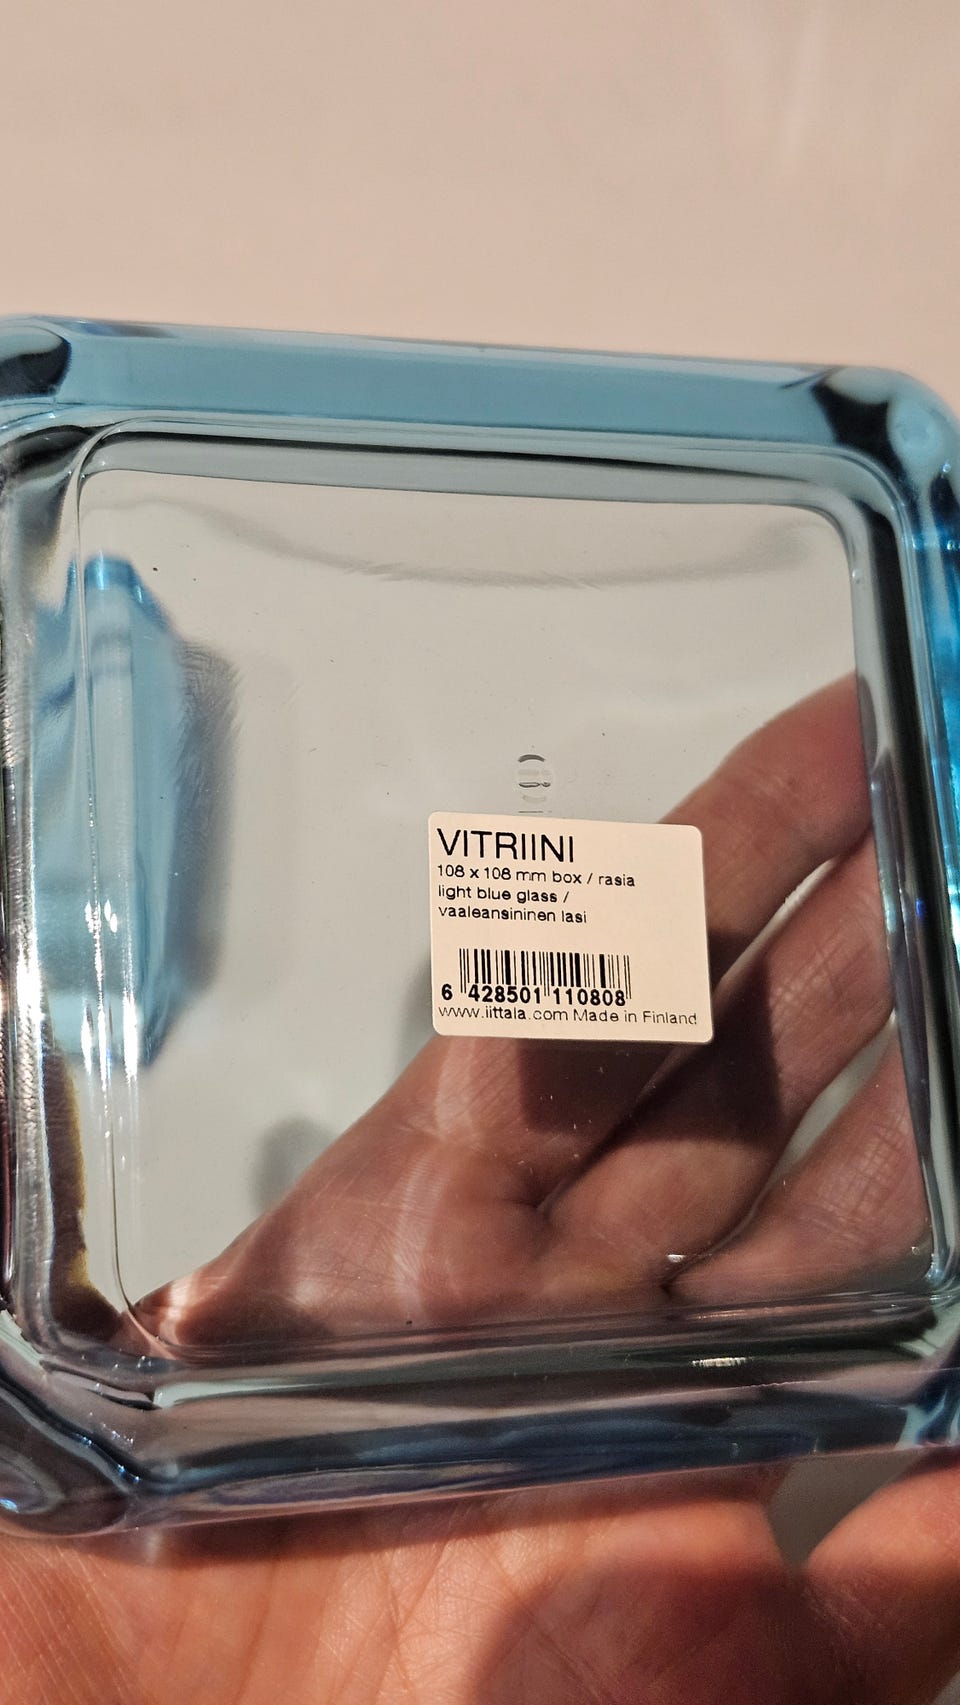 VITRIINI
108 x 108 mm box / rasia
light blue glass /
vaaleansininen lasi
6 428501 110808
www.iittala.com Made in Finland